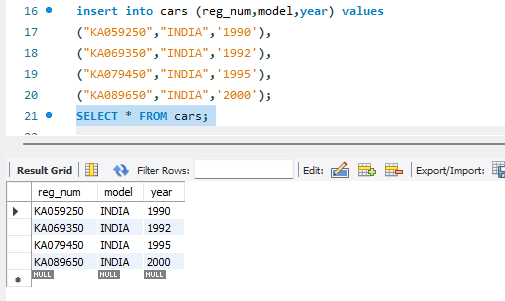 16 insert into cars (reg_num,model,year) values
17 ("KA059250","INDIA",'1990'),
18 ("KA069350","INDIA",'1992'),
19 ("KA079450","INDIA",'1995'),
20 ("KA089650","INDIA",'2000');
21 SELECT * FROM cars;
Result Grid Filter Rows: Edit: Export/Import:
reg_num model year
KA059250 INDIA 1990
KA069350 INDIA 1992
KA079450 INDIA 1995
KA089650 INDIA 2000
NULL NULL NULL